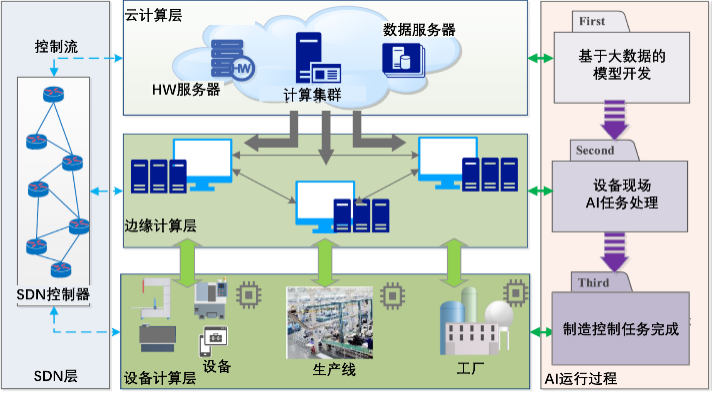 控制流
SDN控制器
SDN层
云计算层
HW服务器
HW
计算集群
数据服务器
边缘计算层
设备
生产线
工厂
设备计算层
First
基于大数据的
模型开发
Second
设备现场
AI任务处理
Third
制造控制任务完成
AI运行过程